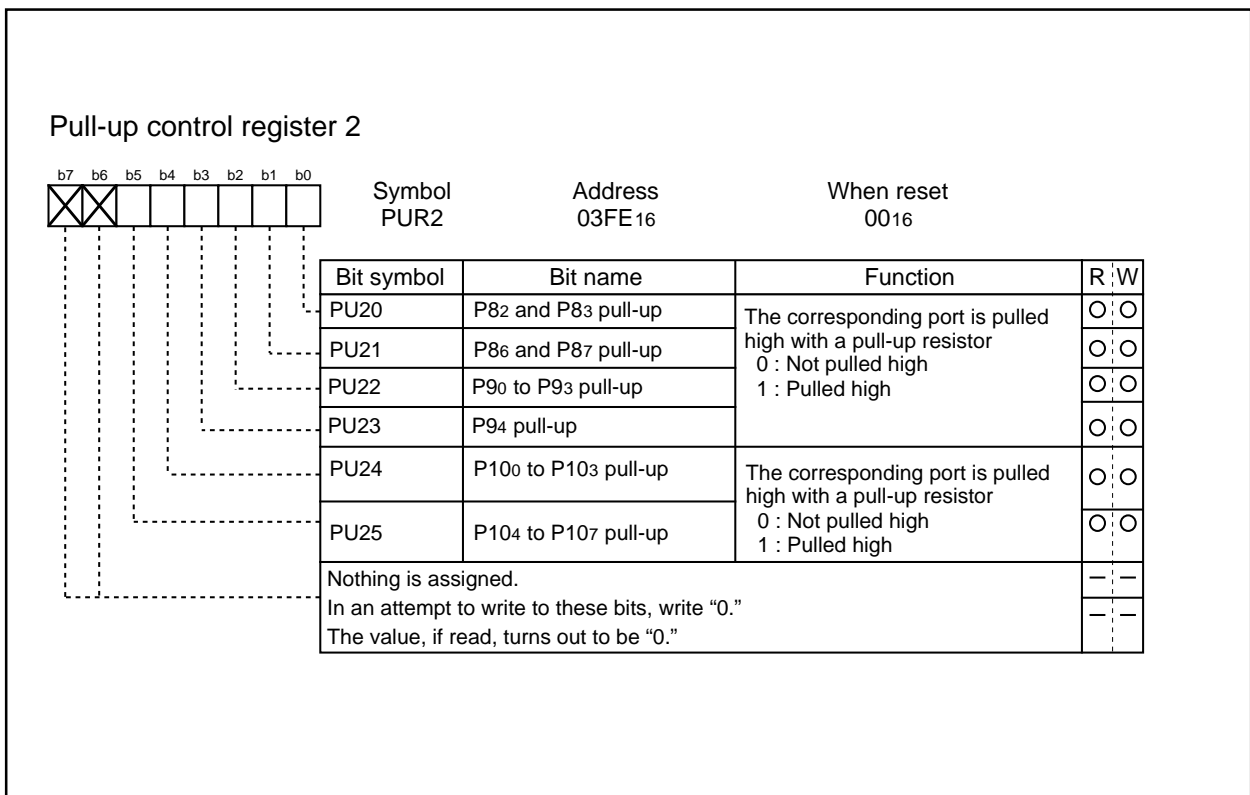 Pull-up control register 2
b7 b6 b5 b4 b3 b2 b1 b0
Symbol Address When reset
PUR2 03FE16 0016
Bit symbol Bit name Function R W
PU20 P82 and P83 pull-up The corresponding port is pulled
high with a pull-up resistor
0 : Not pulled high
1 : Pulled high
PU21 P86 and P87 pull-up
PU22 P90 to P93 pull-up
PU23 P94 pull-up
PU24 P100 to P103 pull-up The corresponding port is pulled
high with a pull-up resistor
0 : Not pulled high
1 : Pulled high
PU25 P104 to P107 pull-up
Nothing is assigned.
In an attempt to write to these bits, write “0.”
The value, if read, turns out to be “0.”